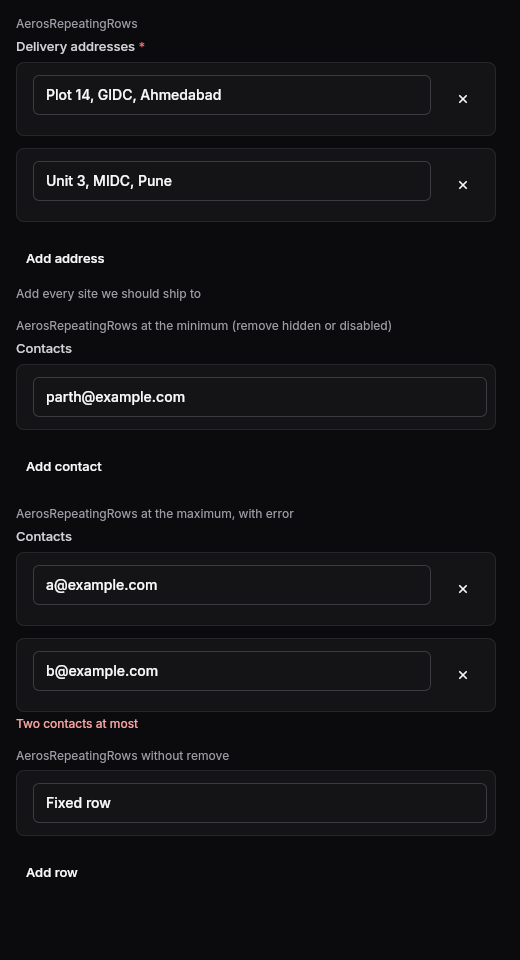 AerosRepeatingRows
Delivery addresses *
Plot 14, GIDC, Ahmedabad
×
Unit 3, MIDC, Pune
×
Add address
Add every site we should ship to
AerosRepeatingRows at the minimum (remove hidden or disabled)
Contacts
parth@example.com
Add contact
AerosRepeatingRows at the maximum, with error
Contacts
a@example.com
×
b@example.com
×
Two contacts at most
AerosRepeatingRows without remove
Fixed row
Add row